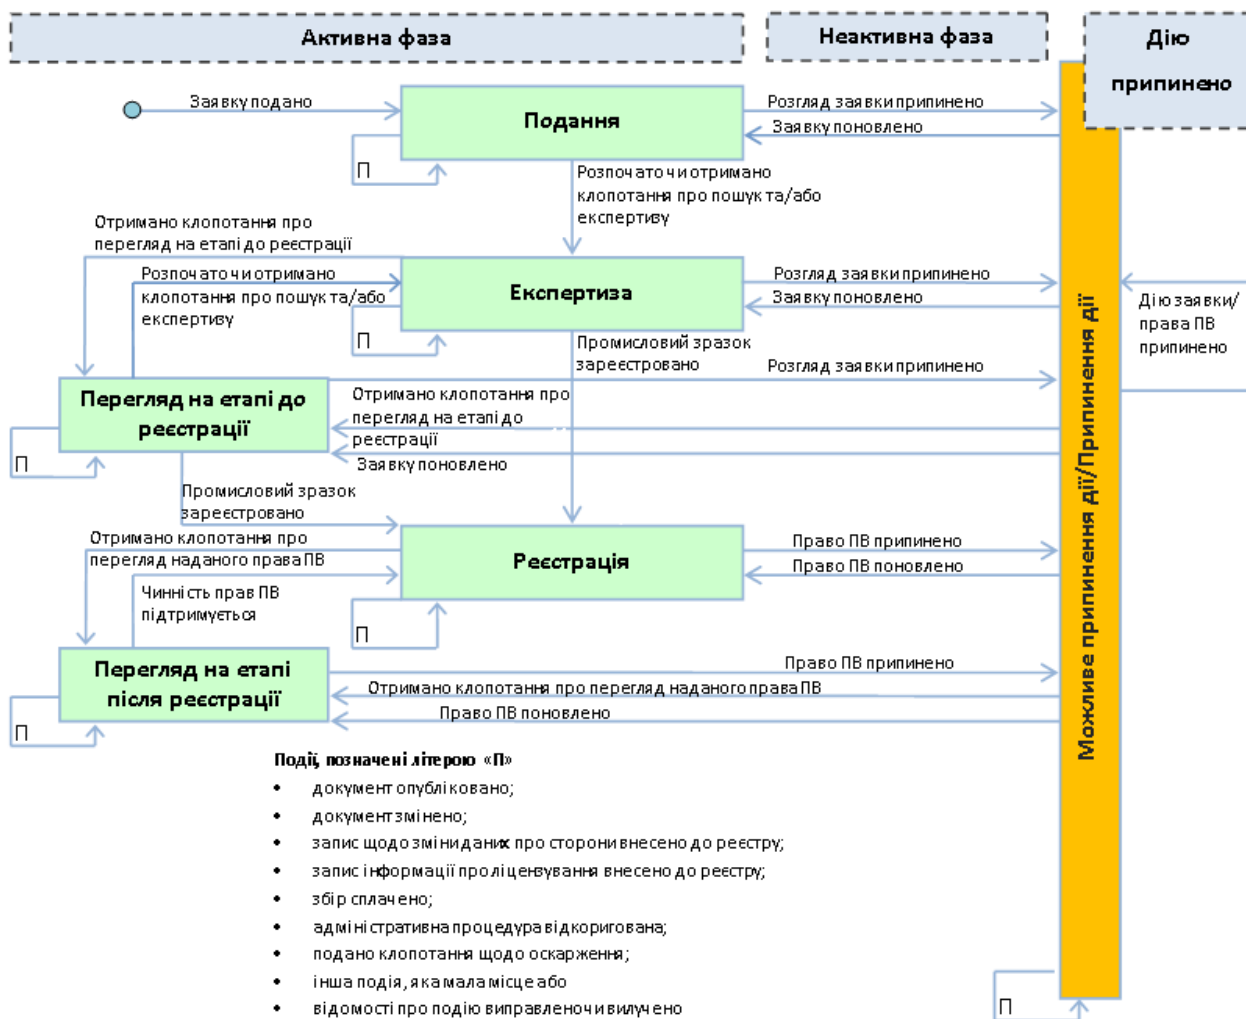 Активна фаза
Неактивна фаза
Дію
припинено
Заявку подано
Подання
Розгляд заявки припинено
Заявку поновлено
П
Розпочато чи отримано
клопотання про пошук та/або
експертизу
Отримано клопотання про
перегляд на етапі до реєстрації
Розпочато чи отримано
клопотання про пошук та/або
експертизу
Експертиза
Розгляд заявки припинено
Заявку поновлено
П
Дію заявки/
права ПВ
припинено
Промисловий зразок
зареєстровано
Розгляд заявки припинено
Перегляд на етапі до
реєстрації
Отримано клопотання про
перегляд на етапі до
реєстрації
Заявку поновлено
П
Промисловий зразок
зареєстровано
Отримано клопотання про
перегляд наданого права ПВ
Реєстрація
Право ПВ припинено
Право ПВ поновлено
Чинність прав ПВ
підтримується
П
Перегляд на етапі
після реєстрації
Право ПВ припинено
Отримано клопотання про перегляд наданого права ПВ
Право ПВ поновлено
П
Можливе припинення дії/Припинення дії
Події, позначені літерою «П»
• документ опубліковано;
• документ змінено;
• запис щодо зміни даних про сторони внесено до реєстру;
• запис інформації про ліцензування внесено до реєстру;
• збір сплачено;
• адміністративна процедура відкоригована;
• подано клопотання щодо оскарження;
• інша подія, яка мала місце або
• відомості про подію виправлено чи вилучено
П